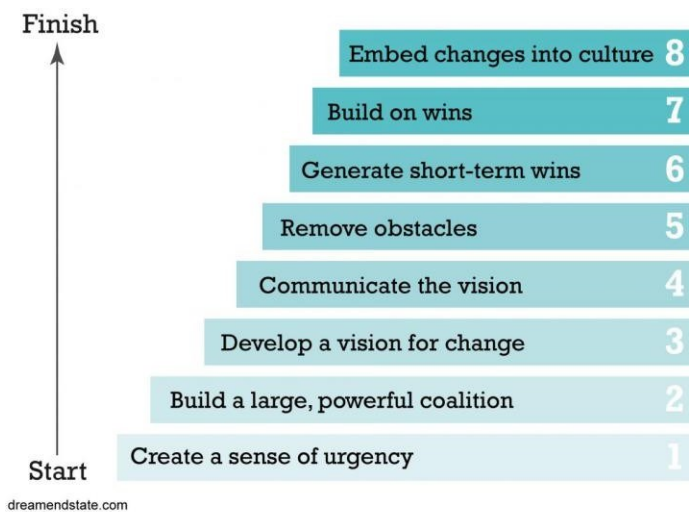 Finish
Embed changes into culture 8
Build on wins 7
Generate short-term wins 6
Remove obstacles 5
Communicate the vision 4
Develop a vision for change 3
Build a large, powerful coalition 2
Create a sense of urgency 1
Start
dreamendstate.com